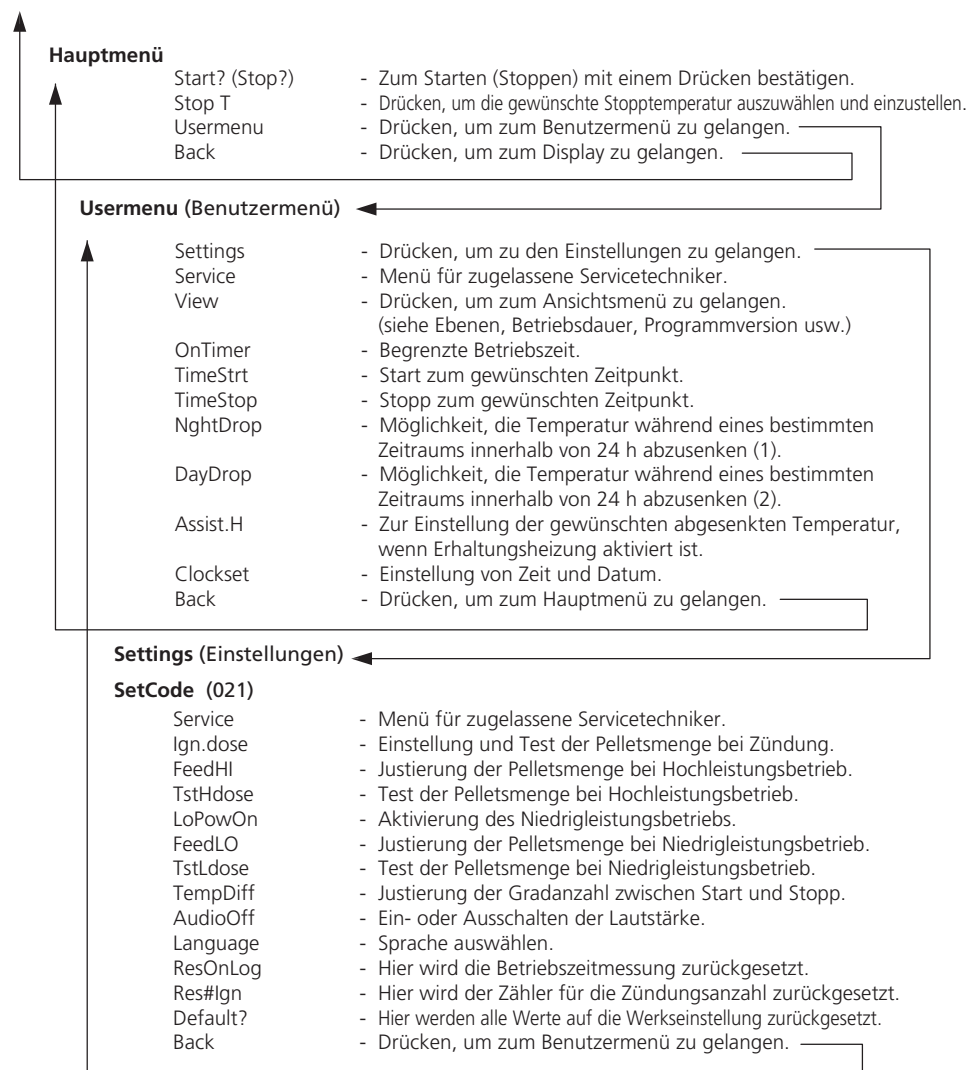 Hauptmenü
Start? (Stop?) - Zum Starten (Stoppen) mit einem Drücken bestätigen.
Stop T - Drücken, um die gewünschte Stopptemperatur auszuwählen und einzustellen.
Usermenu - Drücken, um zum Benutzermenü zu gelangen.
Back - Drücken, um zum Display zu gelangen.
Usermenu (Benutzermenü)
Settings - Drücken, um zu den Einstellungen zu gelangen.
Service - Menü für zugelassene Servicetechniker.
View - Drücken, um zum Ansichtsmenü zu gelangen.
(siehe Ebenen, Betriebsdauer, Programmversion usw.)
OnTimer - Begrenzte Betriebszeit.
TimeStrt - Start zum gewünschten Zeitpunkt.
TimeStop - Stopp zum gewünschten Zeitpunkt.
NghtDrop - Möglichkeit, die Temperatur während eines bestimmten
Zeitraums innerhalb von 24 h abzusenken (1).
DayDrop - Möglichkeit, die Temperatur während eines bestimmten
Zeitraums innerhalb von 24 h abzusenken (2).
Assist.H - Zur Einstellung der gewünschten abgesenkten Temperatur,
wenn Erhaltungsheizung aktiviert ist.
Clockset - Einstellung von Zeit und Datum.
Back - Drücken, um zum Hauptmenü zu gelangen.
Settings (Einstellungen)
SetCode (021)
Service - Menü für zugelassene Servicetechniker.
Ign.dose - Einstellung und Test der Pelletsmenge bei Zündung.
FeedHI - Justierung der Pelletsmenge bei Hochleistungsbetrieb.
TstHdose - Test der Pelletsmenge bei Hochleistungsbetrieb.
LoPowOn - Aktivierung des Niedrigleistungsbetriebs.
FeedLO - Justierung der Pelletsmenge bei Niedrigleistungsbetrieb.
TstLdose - Test der Pelletsmenge bei Niedrigleistungsbetrieb.
TempDiff - Justierung der Gradanzahl zwischen Start und Stopp.
AudioOff - Ein- oder Ausschalten der Lautstärke.
Language - Sprache auswählen.
ResOnLog - Hier wird die Betriebszeitmessung zurückgesetzt.
Res#Ign - Hier wird der Zähler für die Zündungsanzahl zurückgesetzt.
Default? - Hier werden alle Werte auf die Werkseinstellung zurückgesetzt.
Back - Drücken, um zum Benutzermenü zu gelangen.